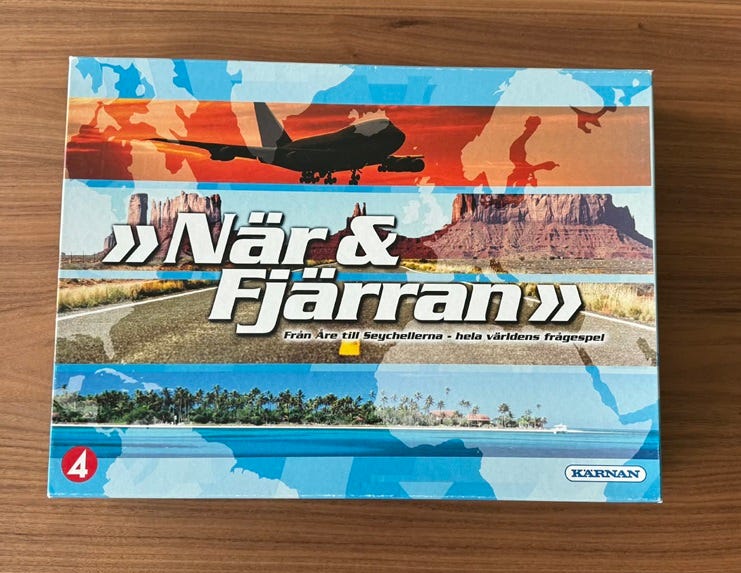 »När &
Fjärran»
Från Åre till Seychellerna - hela världens frågespel
4
KÄRNAN